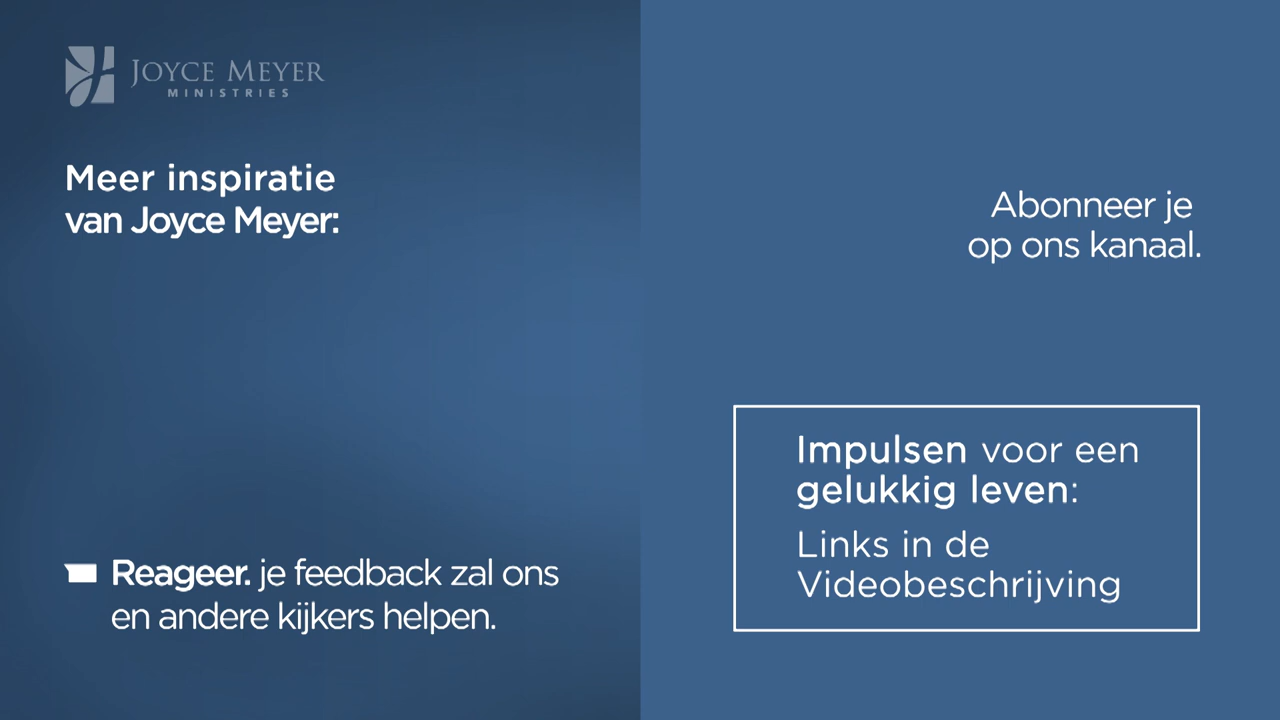 JOYCE MEYER
MINISTRIES
Meer inspiratie
van Joyce Meyer:
Abonneer je
op ons kanaal.
Impulsen voor een
gelukkig leven:
Links in de
Videobeschrijving
Reageer. je feedback zal ons
en andere kijkers helpen.